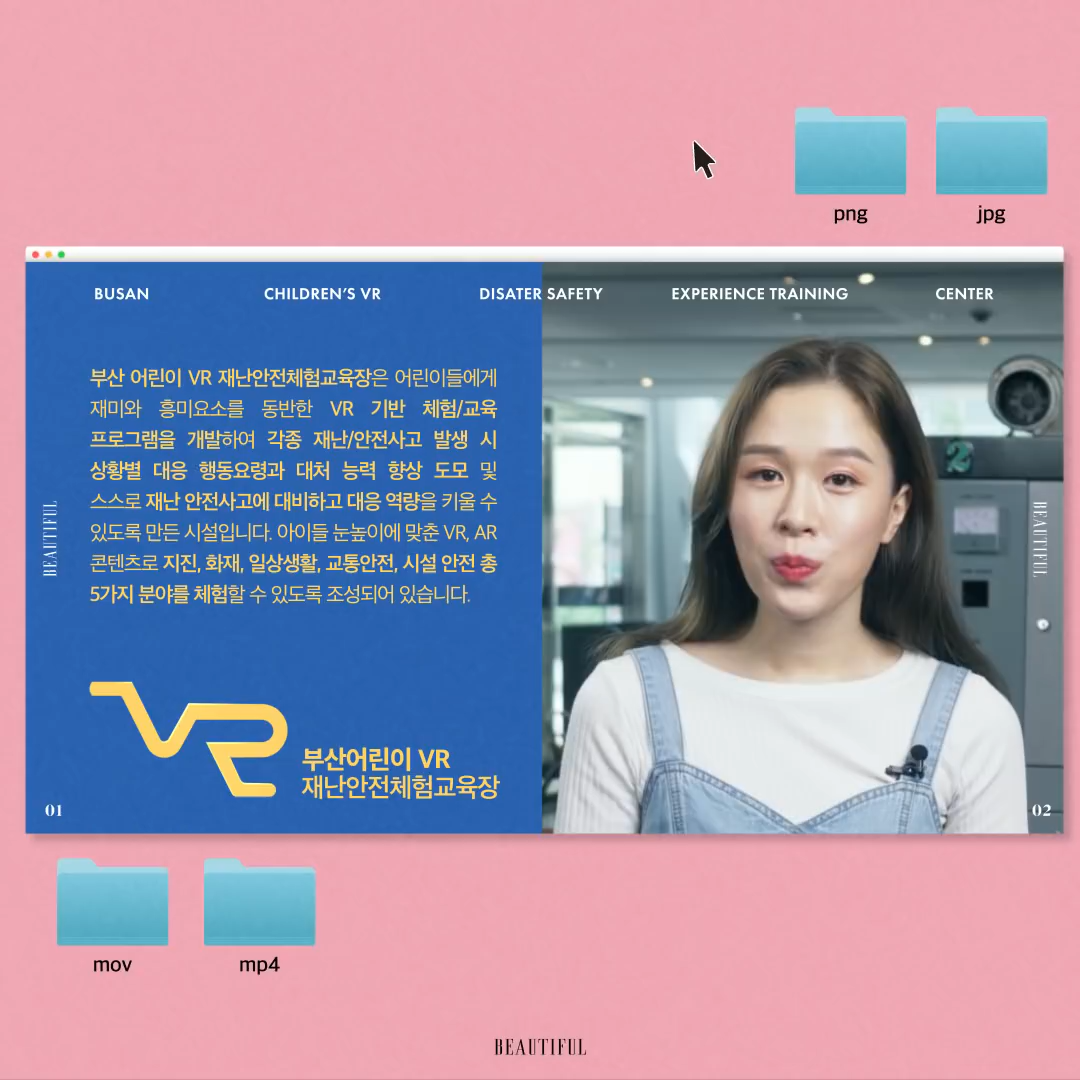 png
jpg
BUSAN
CHILDREN'S VR
DISATER SAFETY
EXPERIENCE TRAINING
CENTER
부산 어린이 VR 재난안전체험교육장은 어린이들에게
재미와 흥미요소를 동반한 VR 기반 체험/교육
프로그램을 개발하여 각종 재난/안전사고 발생 시
상황별 대응 행동요령과 대처 능력 향상 도모 및
스스로 재난 안전사고에 대비하고 대응 역량을 키울 수
있도록 만든 시설입니다. 아이들 눈높이에 맞춘 VR, AR
콘텐츠로 지진, 화재, 일상생활, 교통안전, 시설 안전 총
5가지 분야를 체험할 수 있도록 조성되어 있습니다.
BEAUTIFUL
2
BEAUTIFUL
VR
부산어린이 VR
재난안전체험교육장
01
02
mov
mp4
BEAUTIFUL